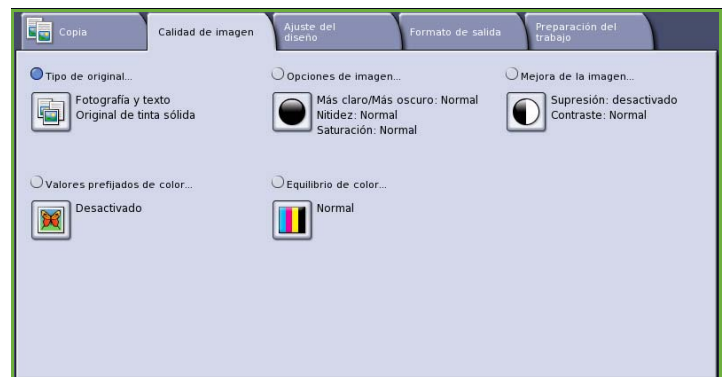 Copia
Calidad de imagen
Ajuste del
diseño
Formato de salida
Preparación del
trabajo
Tipo de original...
Fotografía y texto
Original de tinta sólida
Opciones de imagen...
Más claro/Más oscuro: Normal
Nitidez: Normal
Saturación: Normal
Mejora de la imagen...
Supresión: desactivado
Contraste: Normal
Valores prefijados de color...
Desactivado
Equilibrio de color...
Normal